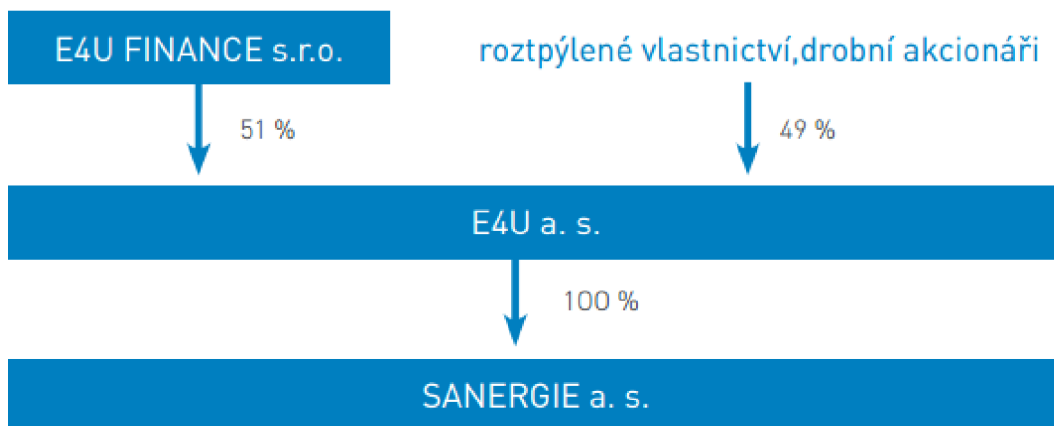 E4U FINANCE s.r.o.
roztpýlené vlastnictví,drobní akcionáři
51 %
49 %
E4U a. s.
100 %
SANERGIE a. s.